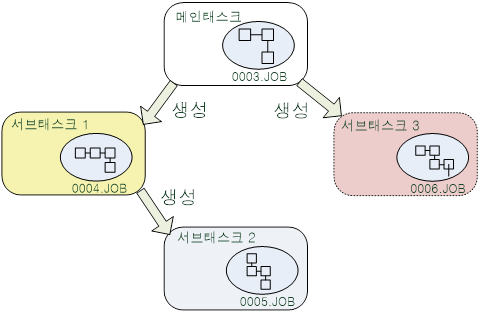 메인태스크
0003.JOB
생성
생성
서브태스크 1
0004.JOB
서브태스크 3
0006.JOB
생성
서브태스크 2
0005.JOB